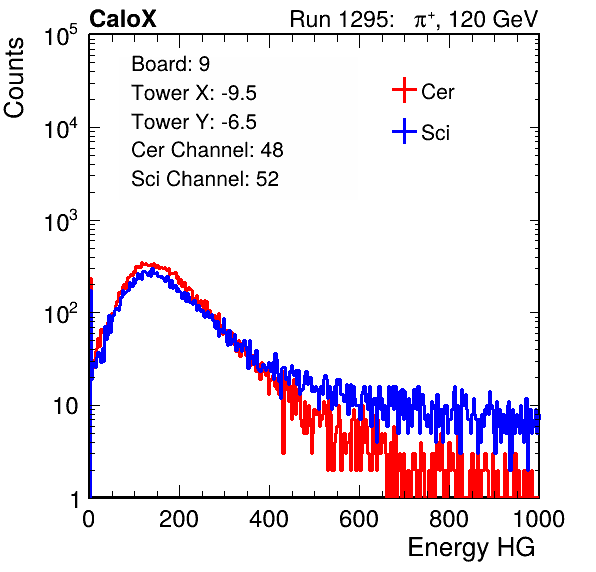 CaloX Run 1295: π⁺, 120 GeV
Counts
10⁵
10⁴
10³
10²
10
1
Board: 9
Tower X: -9.5
Tower Y: -6.5
Cer Channel: 48
Sci Channel: 52
Cer
Sci
0 200 400 600 800 1000
Energy HG